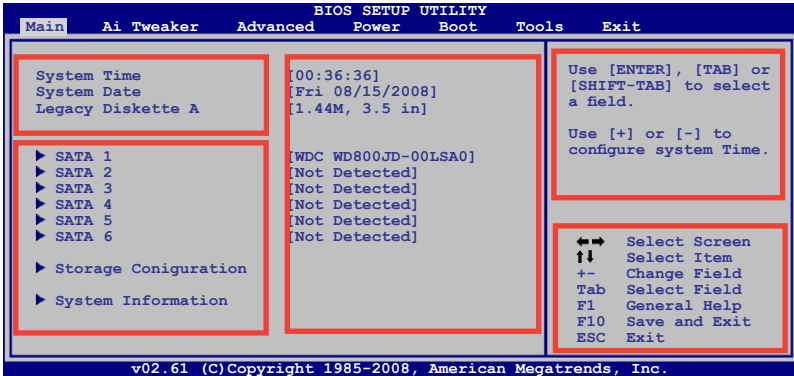 BIOS SETUP UTILITY
Main Ai Tweaker Advanced Power Boot Tools Exit
System Time [00:36:36]
System Date [Fri 08/15/2008]
Legacy Diskette A [1.44M, 3.5 in]
SATA 1 [WDC WD800JD-00LSA0]
SATA 2 [Not Detected]
SATA 3 [Not Detected]
SATA 4 [Not Detected]
SATA 5 [Not Detected]
SATA 6 [Not Detected]
Storage Coniguration
System Information
Use [ENTER], [TAB] or
[SHIFT-TAB] to select
a field.
Use [+] or [-] to
configure system Time.
←→ Select Screen
↑↓ Select Item
+- Change Field
Tab Select Field
F1 General Help
F10 Save and Exit
ESC Exit
v02.61 (C)Copyright 1985-2008, American Megatrends, Inc.